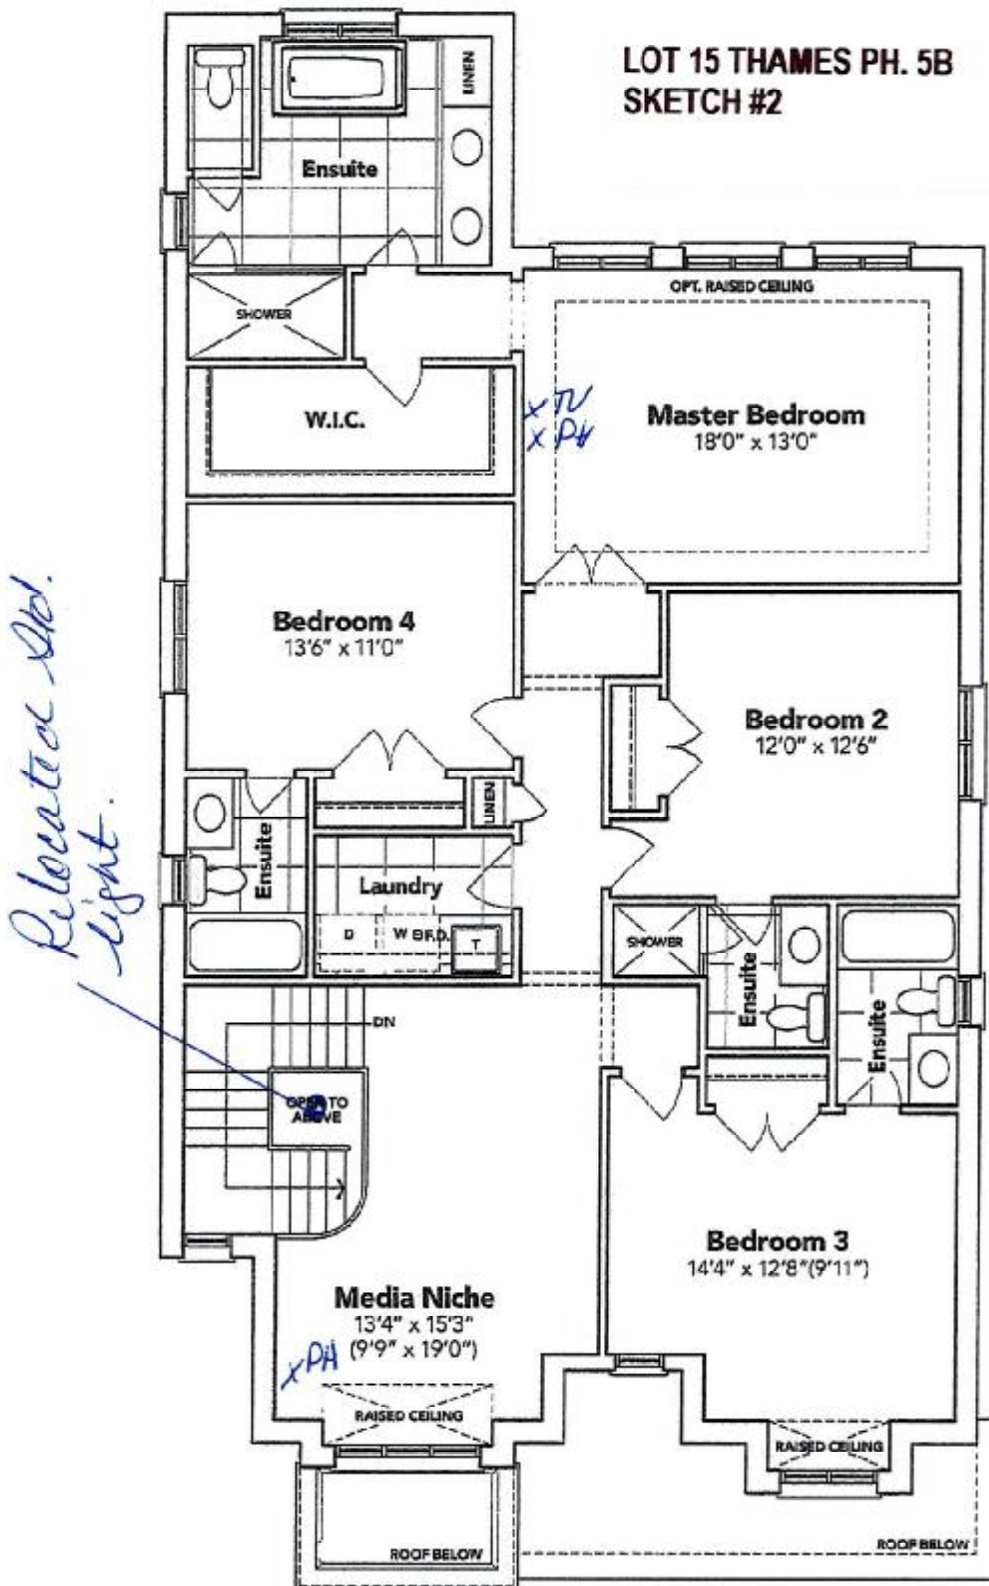 LOT 15 THAMES PH. 5B
SKETCH #2
LINEN
Ensuite
OPT. RAISED CEILING
SHOWER
W.I.C.
x TV
x PH
Master Bedroom
18'0" x 13'0"
Bedroom 4
13'6" x 11'0"
Relocated Std.
light.
Bedroom 2
12'0" x 12'6"
LINEN
Ensuite
Laundry
D
W
B.F.D.
T
SHOWER
Ensuite
Ensuite
DN
OPEN TO
ABOVE
Bedroom 3
14'4" x 12'8"(9'11")
Media Niche
13'4" x 15'3"
(9'9" x 19'0")
x PH
RAISED CEILING
RAISED CEILING
ROOF BELOW
ROOF BELOW